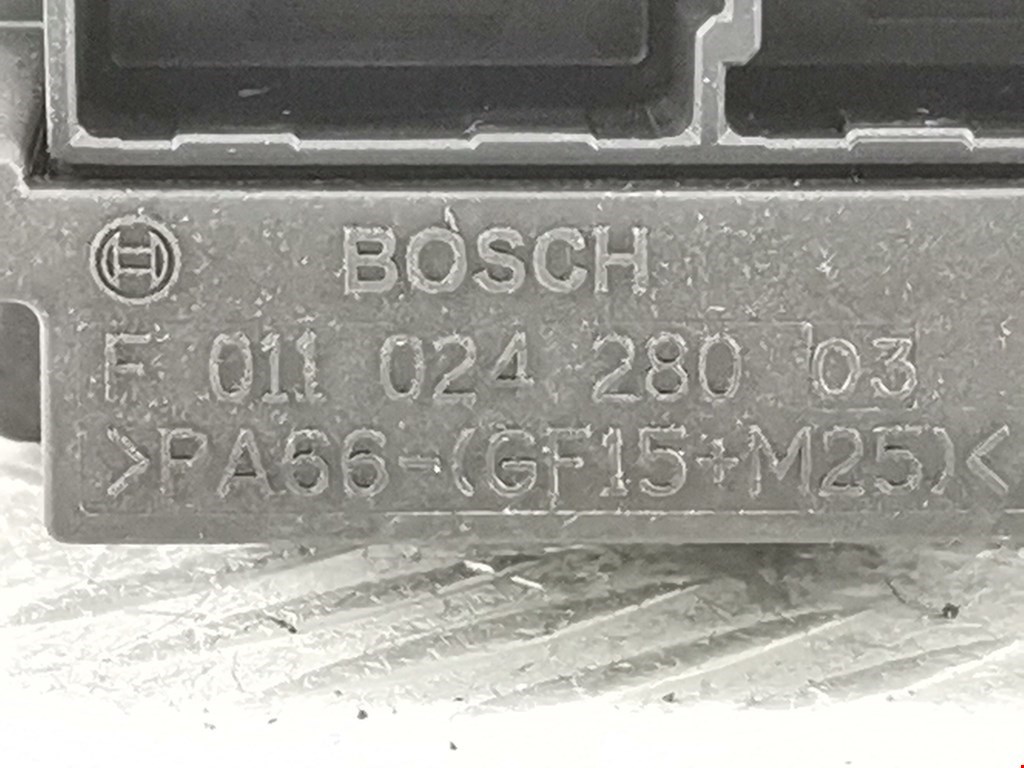 BOSCH
F 011 024 280 03
>PA66-(GF15+M25)<